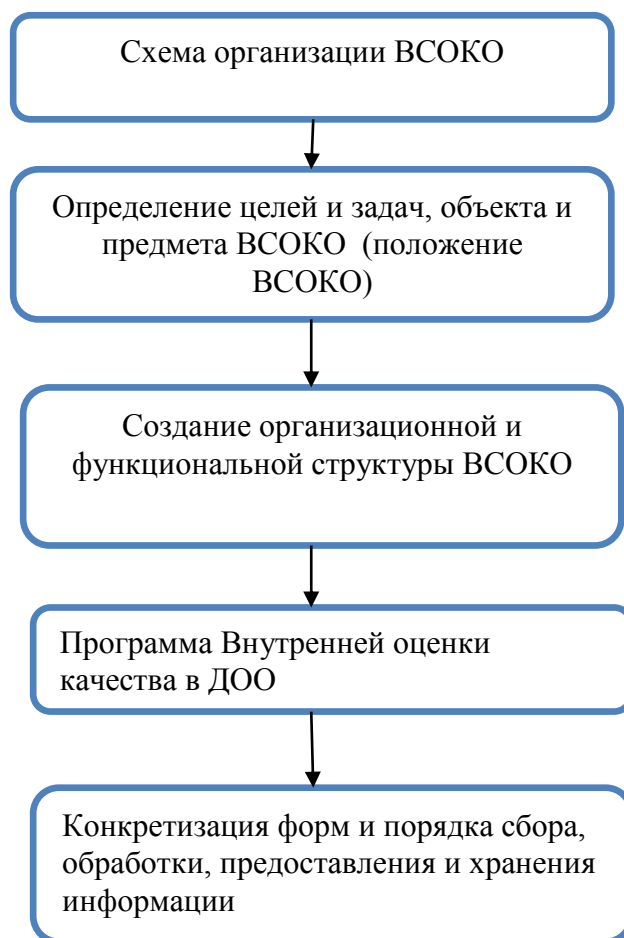 Схема организации ВСОКО
Определение целей и задач, объекта и
предмета ВСОКО (положение
ВСОКО)
Создание организационной и
функциональной структуры ВСОКО
Программа Внутренней оценки
качества в ДОО
Конкретизация форм и порядка сбора,
обработки, предоставления и хранения
информации